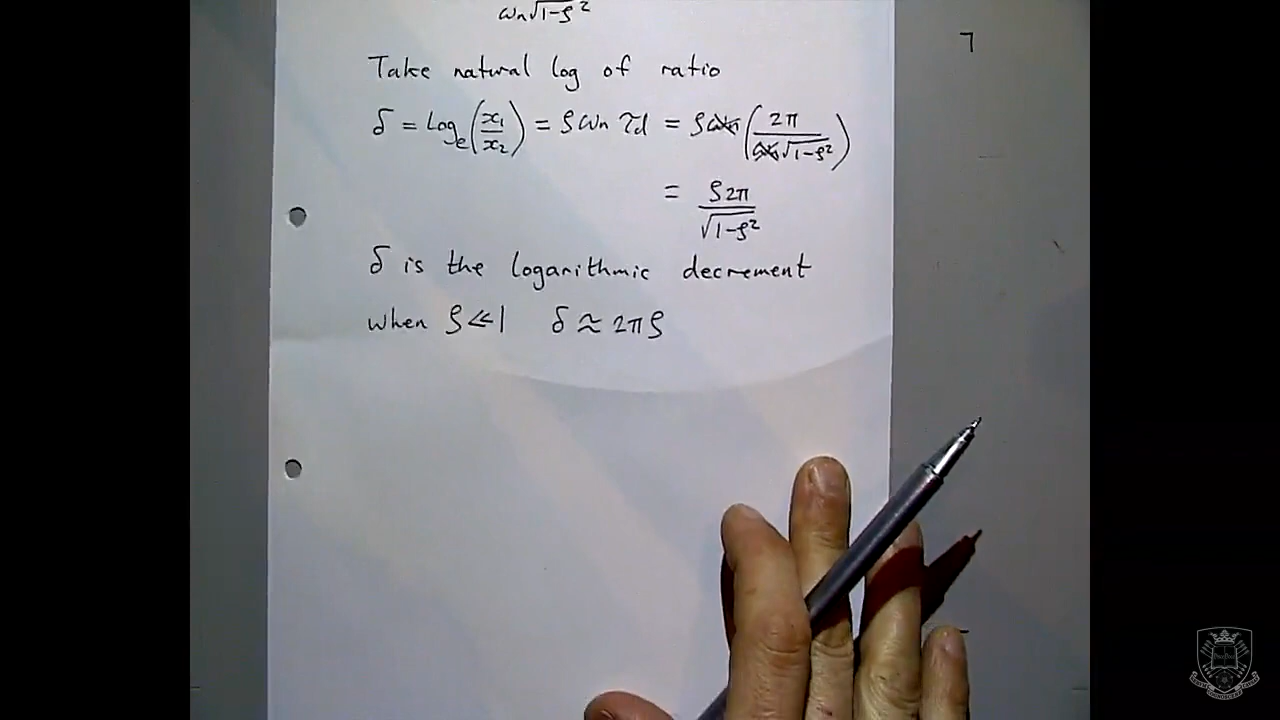 ωn√1-ζ²
7
Take natural log of ratio
δ = Logₑ(x₁/x₂) = ζωn τd = ζωn(2π/ωn√1-ζ²)
= ζ2π/√1-ζ²
δ is the logarithmic decrement
when ζ≪1 δ ≈ 2πζ